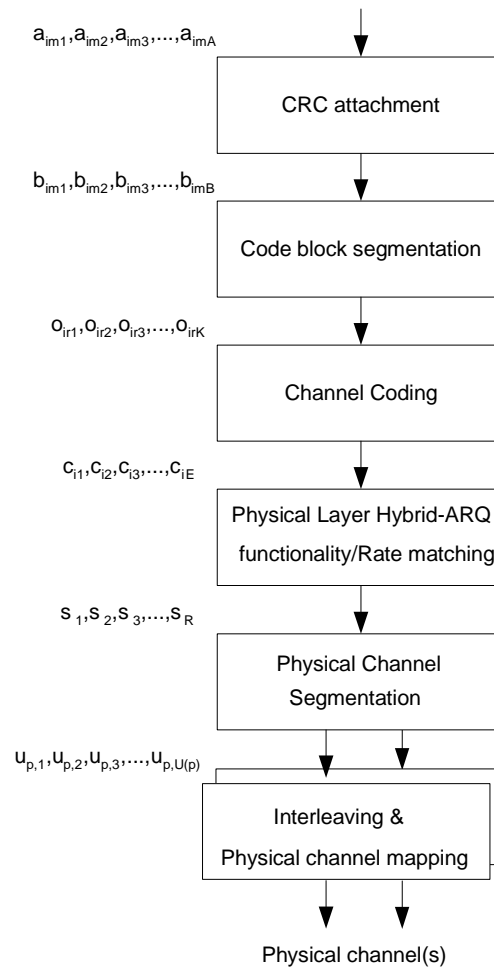 a_im1,a_im2,a_im3,...,a_imA
CRC attachment
b_im1,b_im2,b_im3,...,b_imB
Code block segmentation
o_ir1,o_ir2,o_ir3,...,o_irK
Channel Coding
c_i1,c_i2,c_i3,...,c_iE
Physical Layer Hybrid-ARQ
functionality/Rate matching
s_1,s_2,s_3,...,s_R
Physical Channel
Segmentation
u_p,1,u_p,2,u_p,3,...,u_p,U(p)
Interleaving &
Physical channel mapping
Physical channel(s)